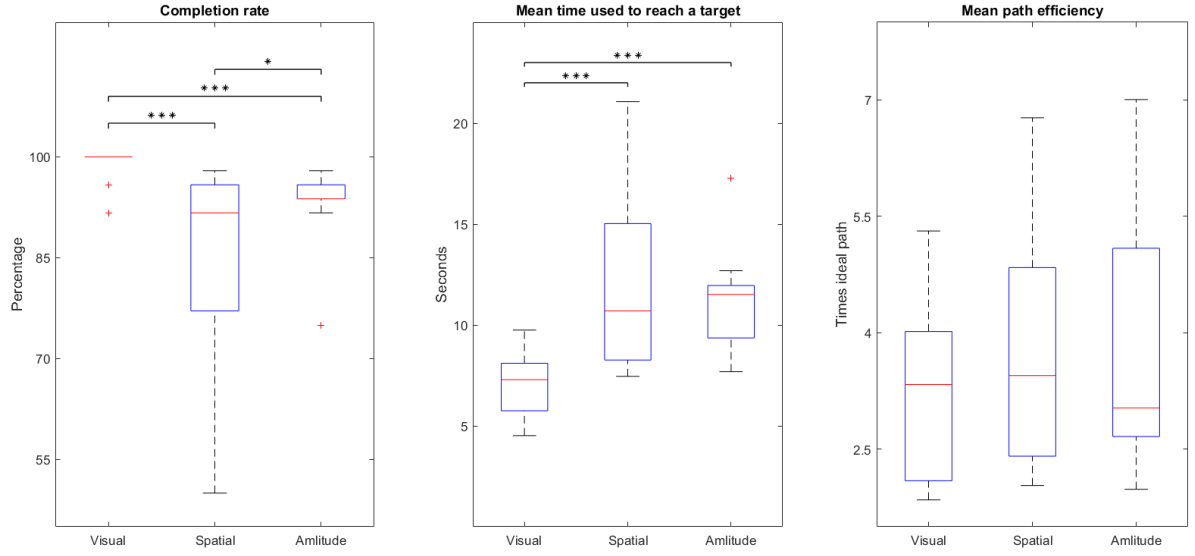 Completion rate
Percentage
100
85
70
55
***
***
*
Visual Spatial Amlitude
Mean time used to reach a target
Seconds
20
15
10
5
***
***
Visual Spatial Amlitude
Mean path efficiency
Times ideal path
7
5.5
4
2.5
Visual Spatial Amlitude